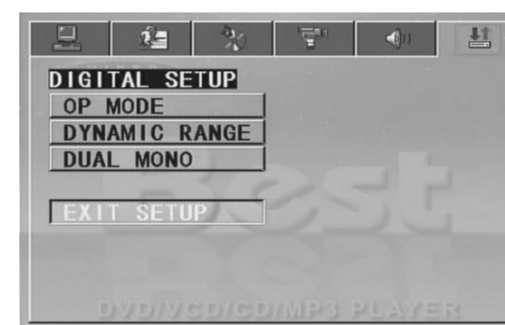 DIGITAL SETUP
OP MODE
DYNAMIC RANGE
DUAL MONO
EXIT SETUP
Best
DVD/VCD/CD/MP3 PLAYER